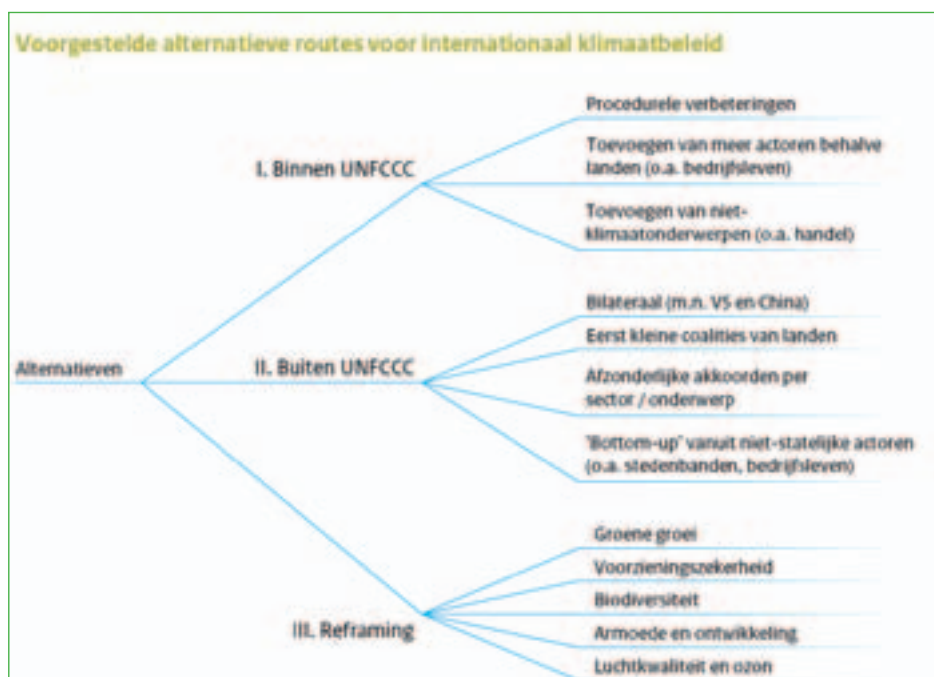 Voorgestelde alternatieve routes voor internationaal klimaatbeleid
Alternatieven
I. Binnen UNFCCC
Procedurele verbeteringen
Toevoegen van meer actoren behalve
landen (o.a. bedrijfsleven)
Toevoegen van niet-
klimaatonderwerpen (o.a. handel)
II. Buiten UNFCCC
Bilateraal (m.n. VS en China)
Eerst kleine coalities van landen
Afzonderlijke akkoorden per
sector / onderwerp
'Bottom-up' vanuit niet-statelijke actoren
(o.a. stedenbanden, bedrijfsleven)
III. Reframing
Groene groei
Voorzieningszekerheid
Biodiversiteit
Armoede en ontwikkeling
Luchtkwaliteit en ozon